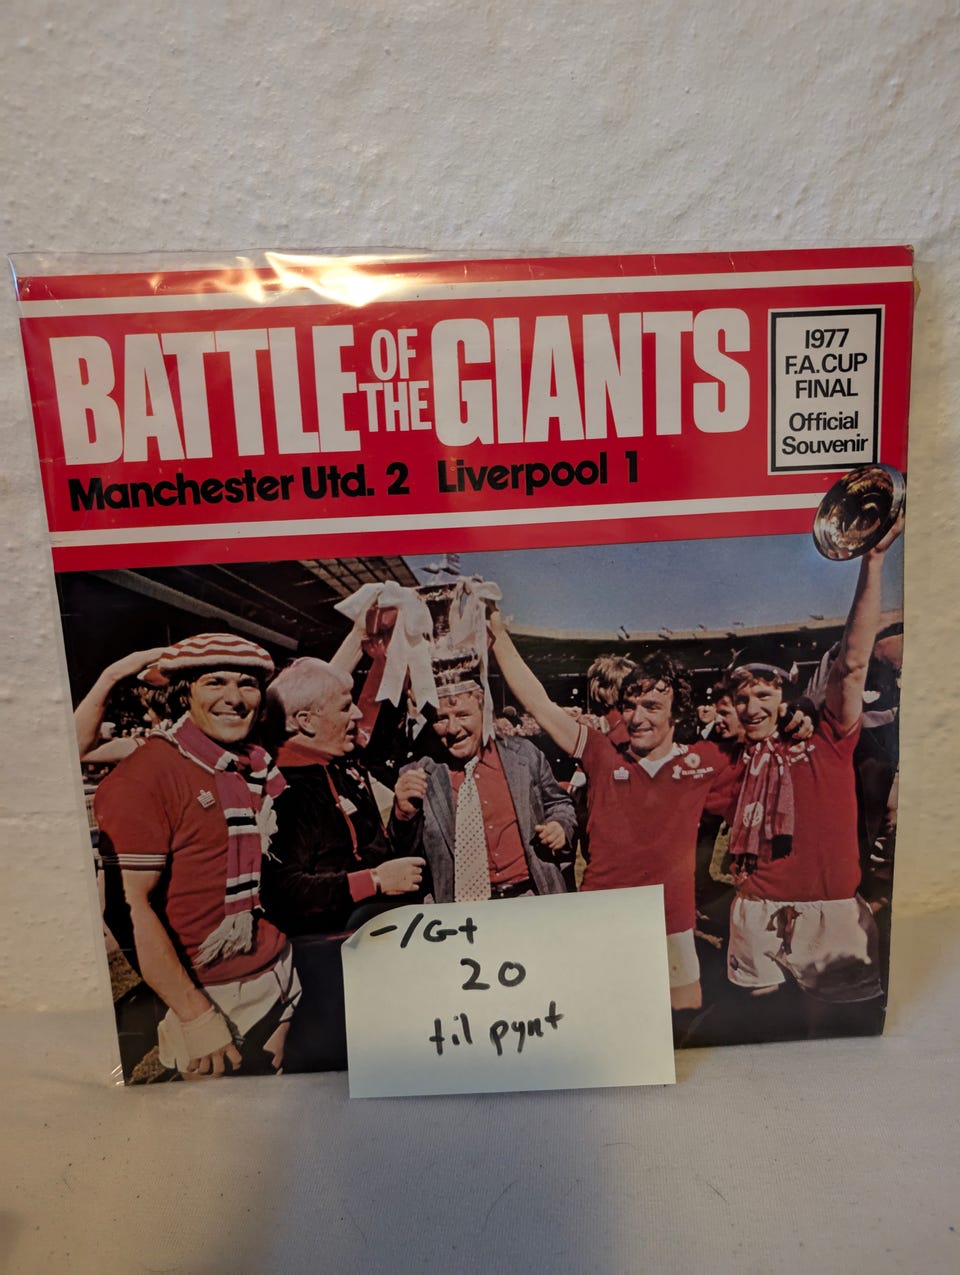 BATTLE OF THE GIANTS
Manchester Utd. 2 Liverpool 1
1977
F.A. CUP
FINAL
Official
Souvenir
-/G+
20
til pynt